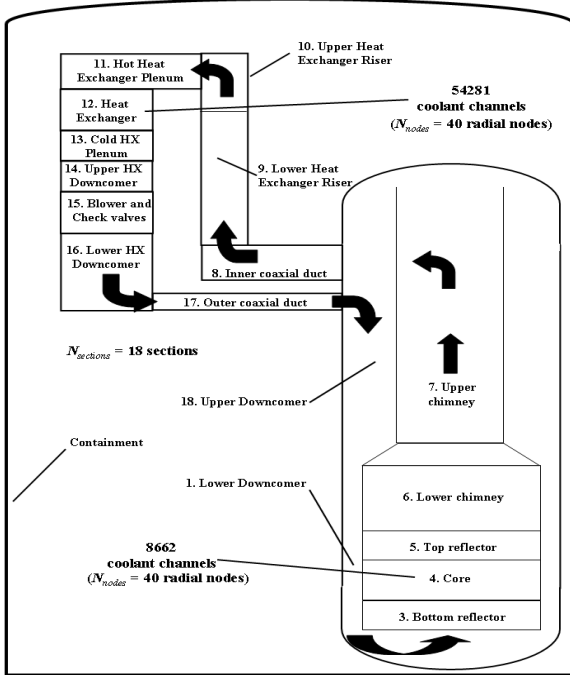 10. Upper Heat
Exchanger Riser
11. Hot Heat
Exchanger Plenum
12. Heat
Exchanger
54281
coolant channels
(Nnodes = 40 radial nodes)
13. Cold HX
Plenum
14. Upper HX
Downcomer
9. Lower Heat
Exchanger Riser
15. Blower and
Check valves
16. Lower HX
Downcomer
8. Inner coaxial duct
17. Outer coaxial duct
Nsections = 18 sections
7. Upper
chimney
18. Upper Downcomer
Containment
1. Lower Downcomer
6. Lower chimney
8662
coolant channels
(Nnodes = 40 radial nodes)
5. Top reflector
4. Core
3. Bottom reflector